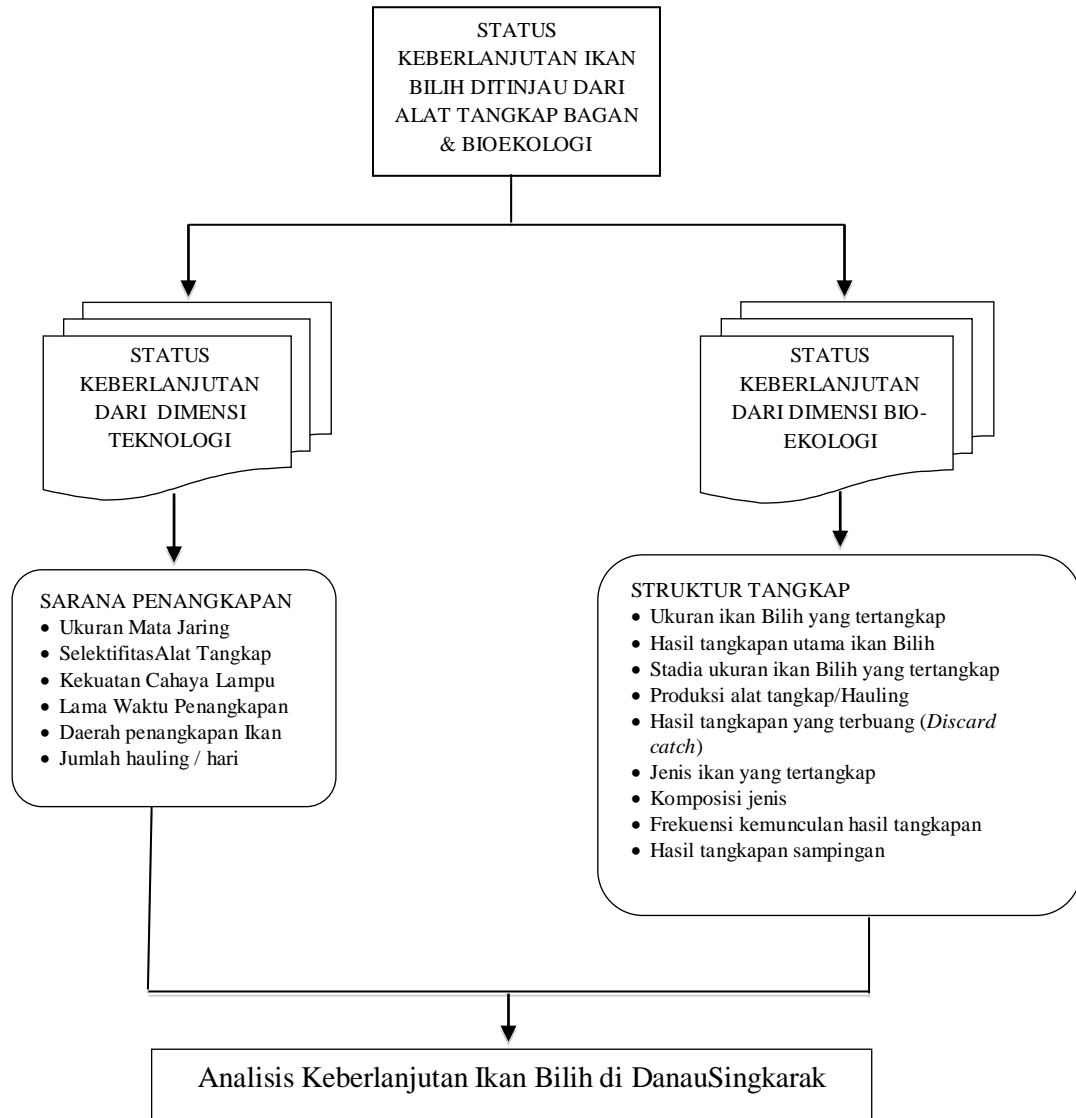 STATUS
KEBERLANJUTAN IKAN
BILIH DITINJAU DARI
ALAT TANGKAP BAGAN
& BIOEKOLOGI
STATUS
KEBERLANJUTAN
DARI DIMENSI
TEKNOLOGI
STATUS
KEBERLANJUTAN
DARI DIMENSI BIO-
EKOLOGI
SARANA PENANGKAPAN
• Ukuran Mata Jaring
• SelektifitasAlat Tangkap
• Kekuatan Cahaya Lampu
• Lama Waktu Penangkapan
• Daerah penangkapan Ikan
• Jumlah hauling / hari
STRUKTUR TANGKAP
• Ukuran ikan Bilih yang tertangkap
• Hasil tangkapan utama ikan Bilih
• Stadia ukuran ikan Bilih yang tertangkap
• Produksi alat tangkap/Hauling
• Hasil tangkapan yang terbuang (Discard
catch)
• Jenis ikan yang tertangkap
• Komposisi jenis
• Frekuensi kemunculan hasil tangkapan
• Hasil tangkapan sampingan
Analisis Keberlanjutan Ikan Bilih di DanauSingkarak